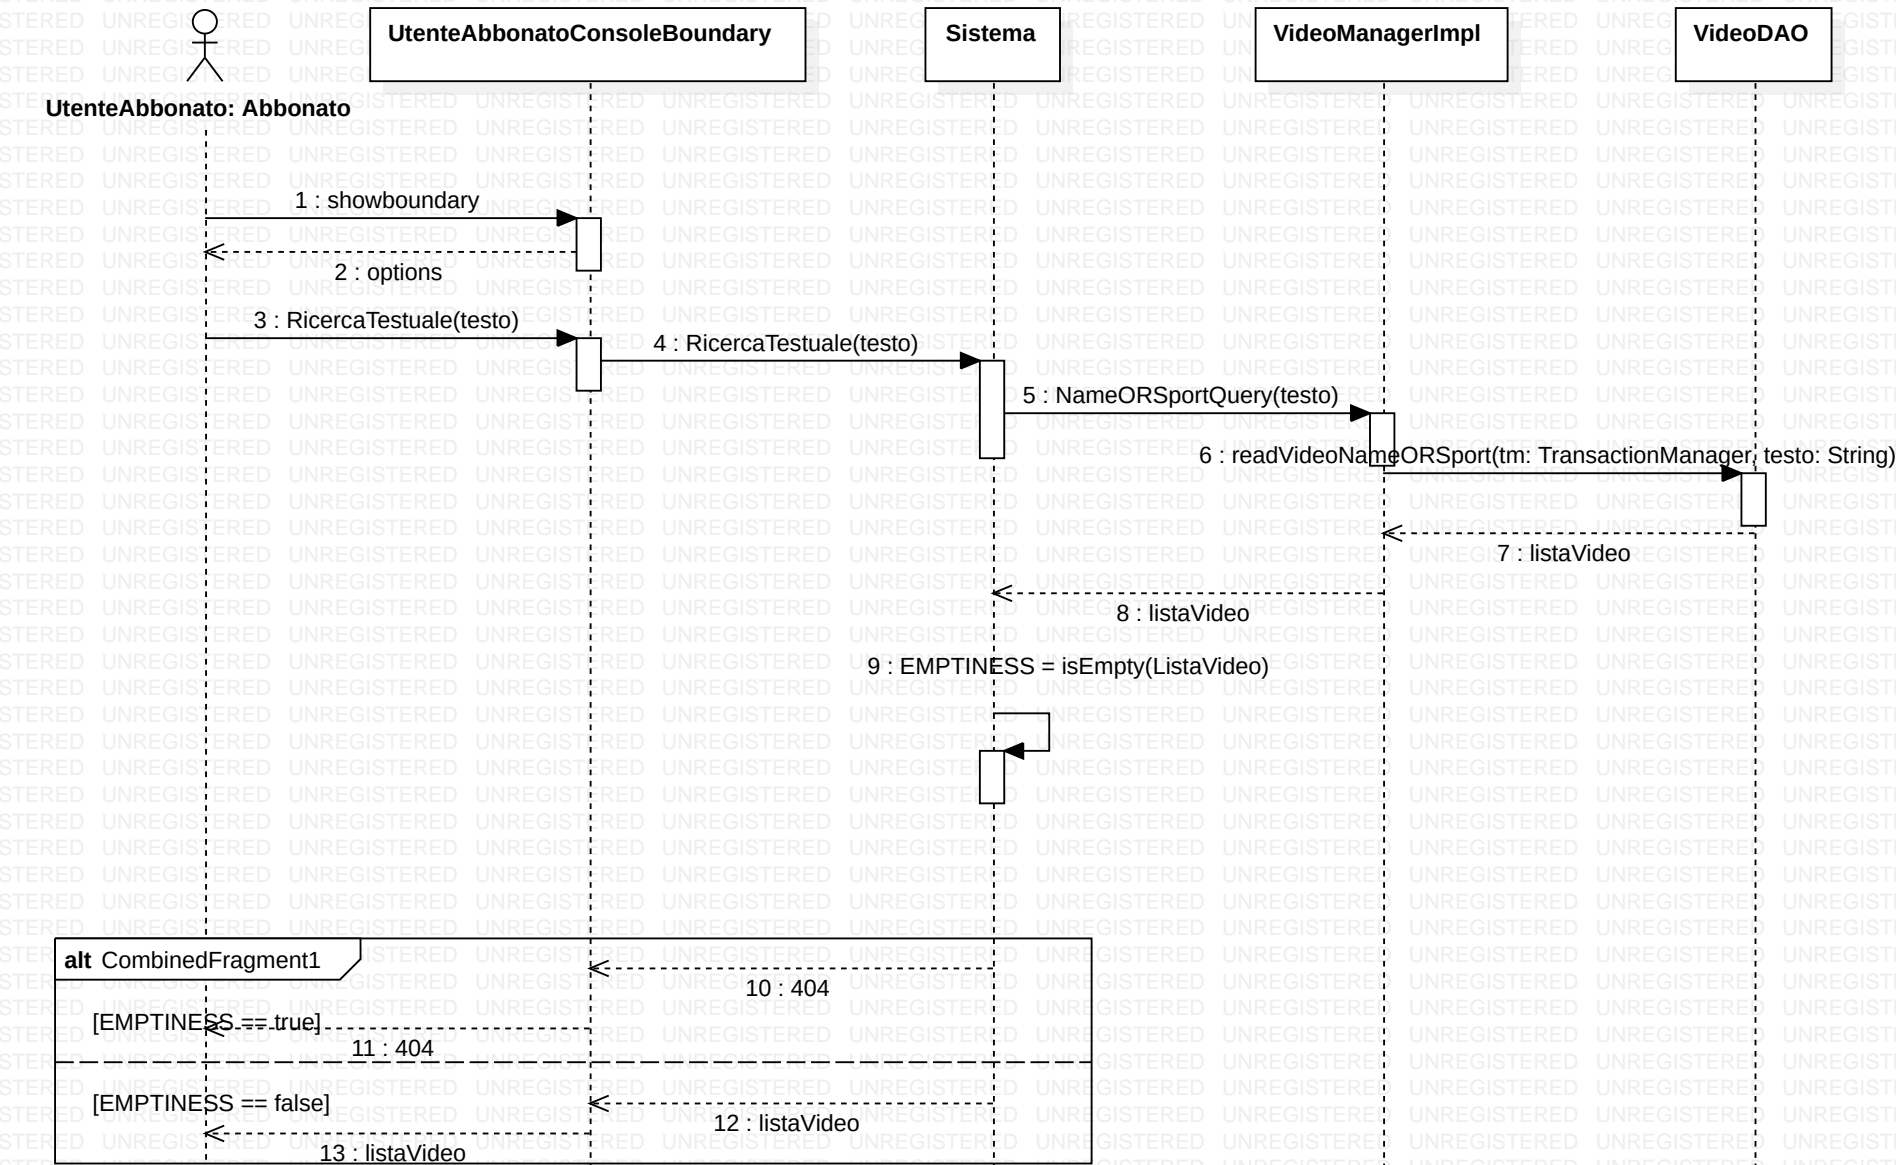 UtenteAbbonatoConsoleBoundary
Sistema
VideoManagerImpl
VideoDAO
UtenteAbbonato: Abbonato
1 : showboundary
2 : options
3 : RicercaTestuale(testo)
4 : RicercaTestuale(testo)
5 : NameORSportQuery(testo)
6 : readVideoNameORSport(tm: TransactionManager, testo: String)
7 : listaVideo
8 : listaVideo
9 : EMPTINESS = isEmpty(ListaVideo)
alt CombinedFragment1
10 : 404
[EMPTINESS == true]
11 : 404
[EMPTINESS == false]
12 : listaVideo
13 : listaVideo
UNREGISTERED